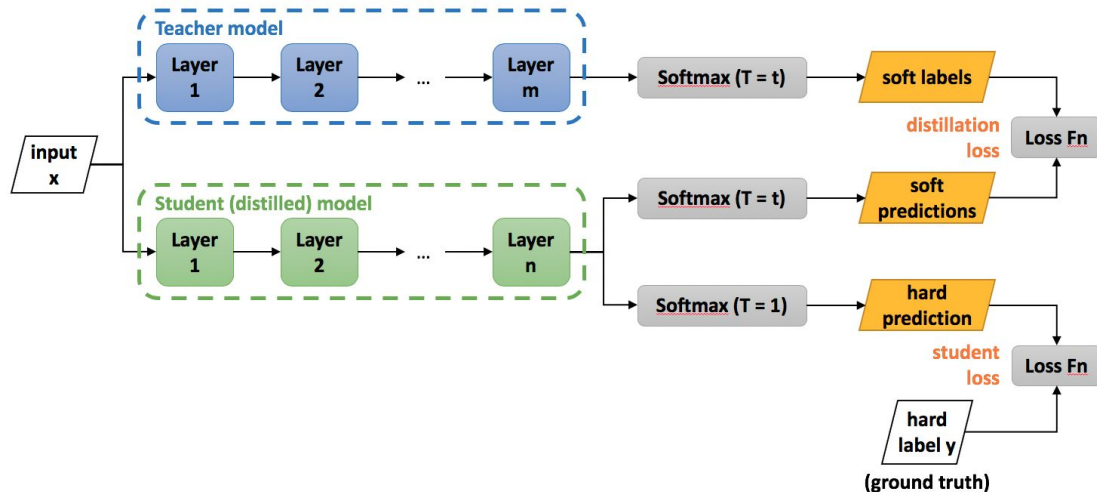 Teacher model
Layer
1
Layer
2
...
Layer
m
Softmax (T = t)
soft labels
input
x
distillation
loss
Loss Fn
Student (distilled) model
Layer
1
Layer
2
...
Layer
n
Softmax (T = t)
soft
predictions
Softmax (T = 1)
hard
prediction
student
loss
Loss Fn
hard
label y
(ground truth)